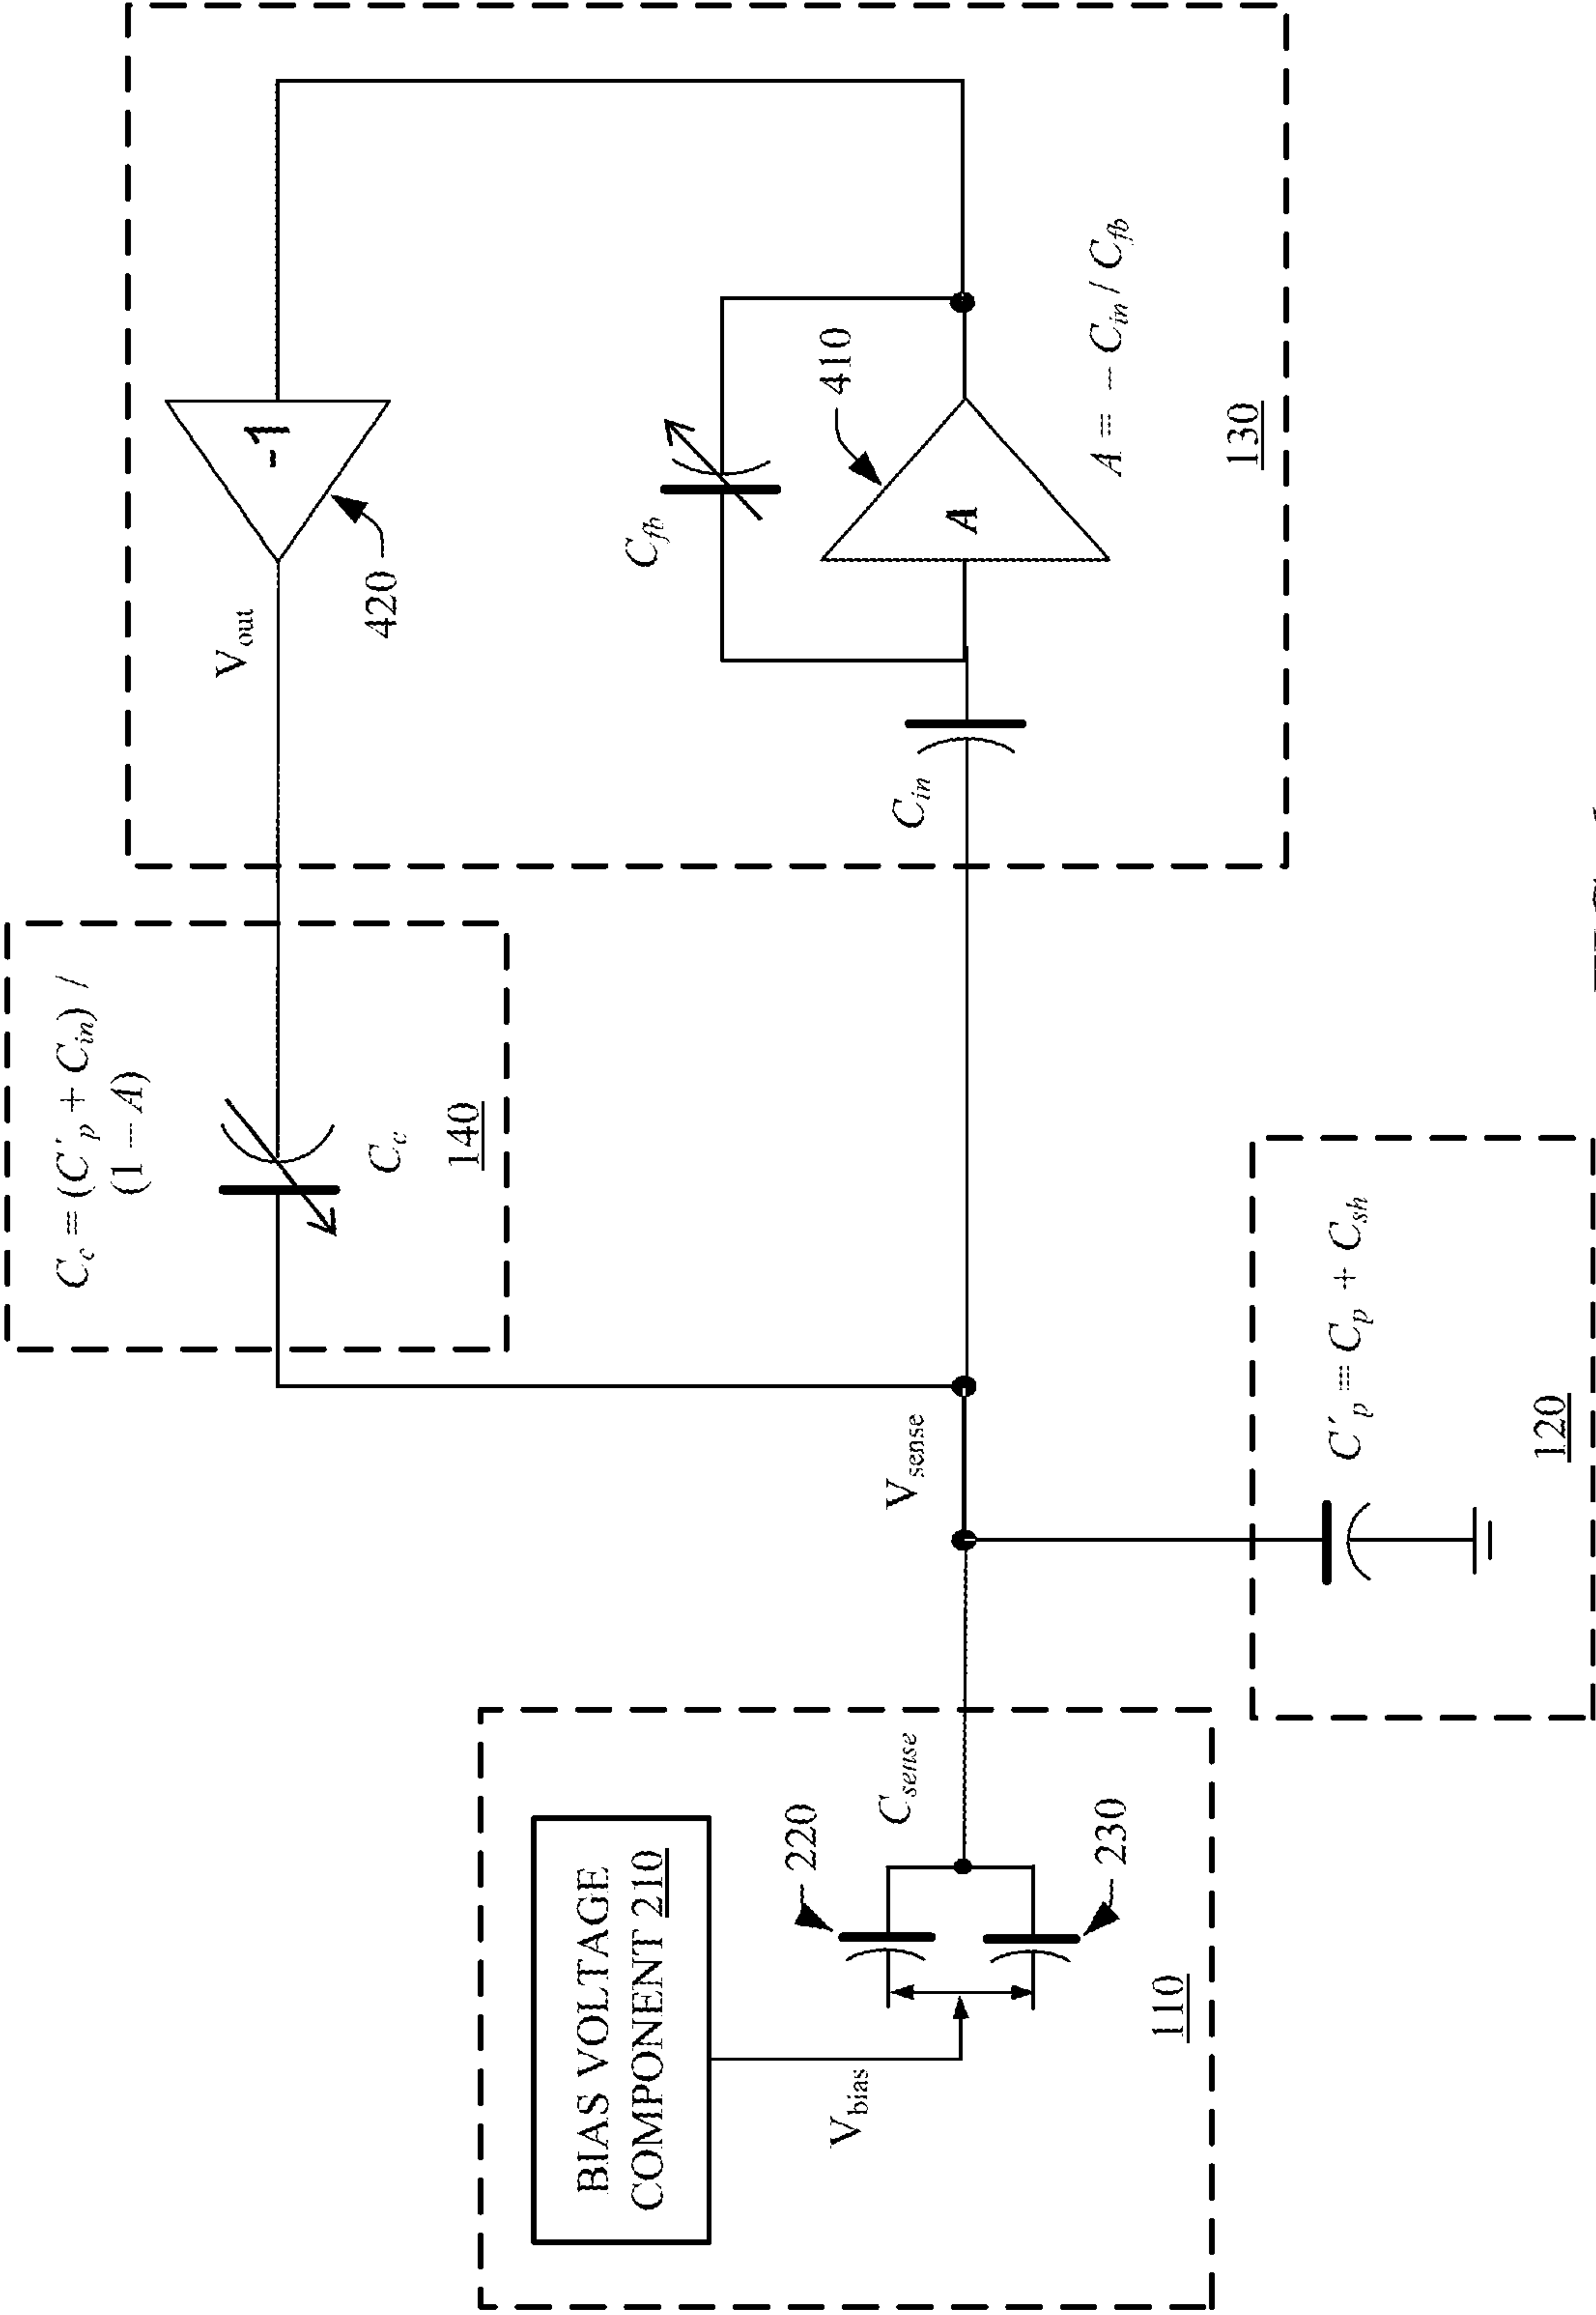 BIAS VOLTAGE
COMPONENT 210
V_bias
220
230
C_sense
110
V_sense
C'_p = C_p + C_sh
120
C_c = (C'_p + C_in) /
(1 – A)
C_c
140
V_out
420
-1
C_in
C_fb
410
A
A = – C_in / C_fb
130